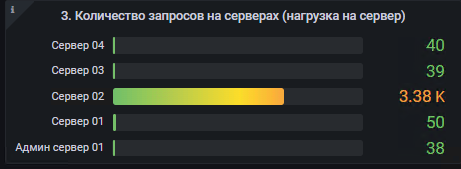 i
3. Количество запросов на серверах (нагрузка на сервер)
Сервер 04 40
Сервер 03 39
Сервер 02 3.38 K
Сервер 01 50
Админ сервер 01 38